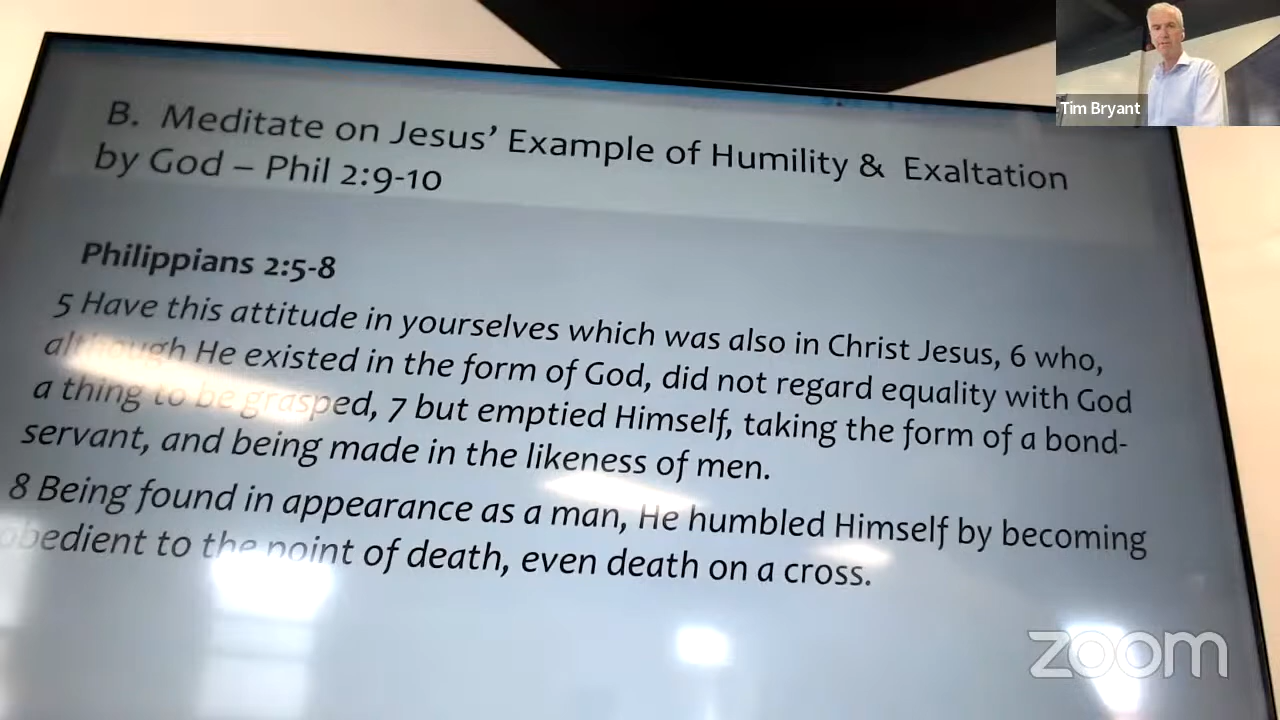 B. Meditate on Jesus' Example of Humility & Exaltation
by God – Phil 2:9-10
Tim Bryant
Philippians 2:5-8
5 Have this attitude in yourselves which was also in Christ Jesus, 6 who,
although He existed in the form of God, did not regard equality with God
a thing to be grasped, 7 but emptied Himself, taking the form of a bond-
servant, and being made in the likeness of men.
8 Being found in appearance as a man, He humbled Himself by becoming
obedient to the point of death, even death on a cross.
zoom